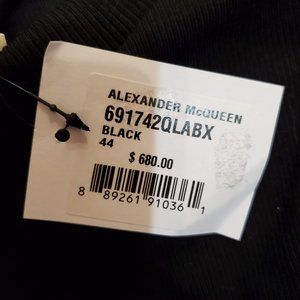 ALEXANDER McQUEEN
691742QLABX
BLACK
44
$ 680.00
8 89261 91036 1